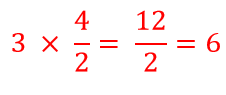 3 × 4/2 = 12/2 = 6